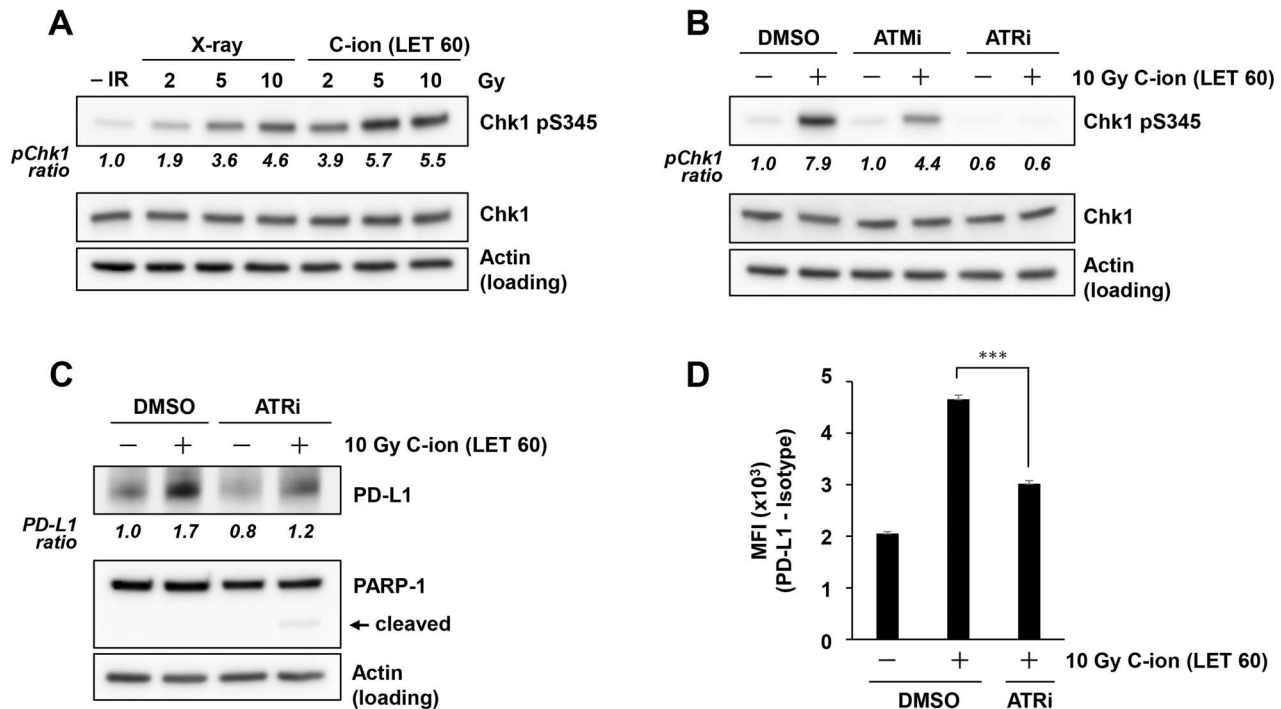 A
X-ray C-ion (LET 60)
– IR 2 5 10 2 5 10 Gy
Chk1 pS345
pChk1
ratio
1.0 1.9 3.6 4.6 3.9 5.7 5.5
Chk1
Actin
(loading)
B
DMSO ATMi ATRi
− + − + − + 10 Gy C-ion (LET 60)
Chk1 pS345
pChk1
ratio
1.0 7.9 1.0 4.4 0.6 0.6
Chk1
Actin
(loading)
C
DMSO ATRi
− + − + 10 Gy C-ion (LET 60)
PD-L1
PD-L1
ratio
1.0 1.7 0.8 1.2
PARP-1
← cleaved
Actin
(loading)
D
***
MFI (x10³)
(PD-L1 - Isotype)
5
4
3
2
1
0
− + + 10 Gy C-ion (LET 60)
DMSO ATRi